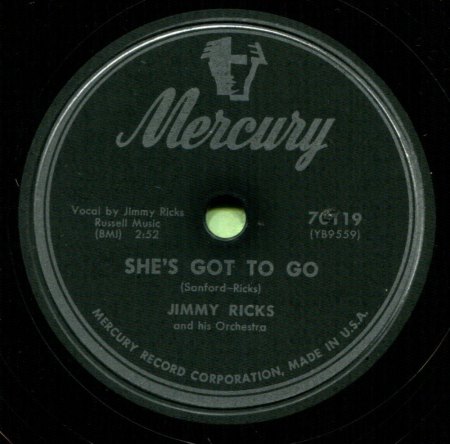 Mercury
Vocal by Jimmy Ricks
Russell Music
(BMI) 2:52
70119
(YB9559)
SHE'S GOT TO GO
(Sanford-Ricks)
JIMMY RICKS
and his Orchestra
MERCURY RECORD CORPORATION, MADE IN U.S.A.